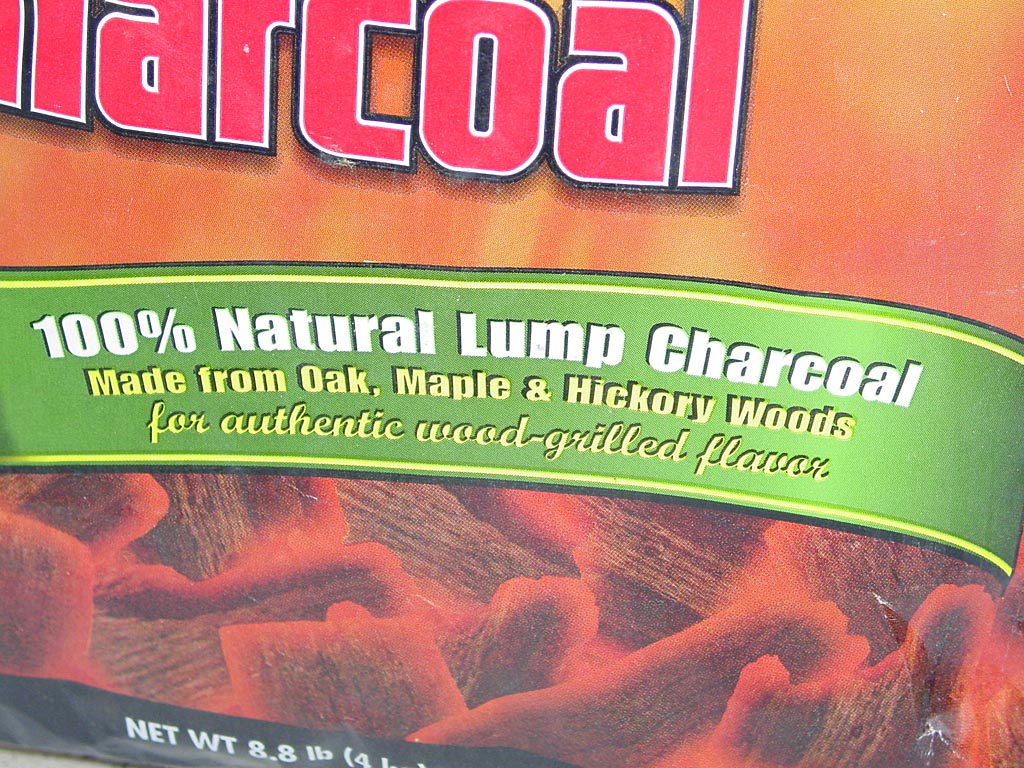 harcoal
100% Natural Lump Charcoal
Made from Oak, Maple & Hickory Woods
for authentic wood-grilled flavor
NET WT 8.8 lb (4